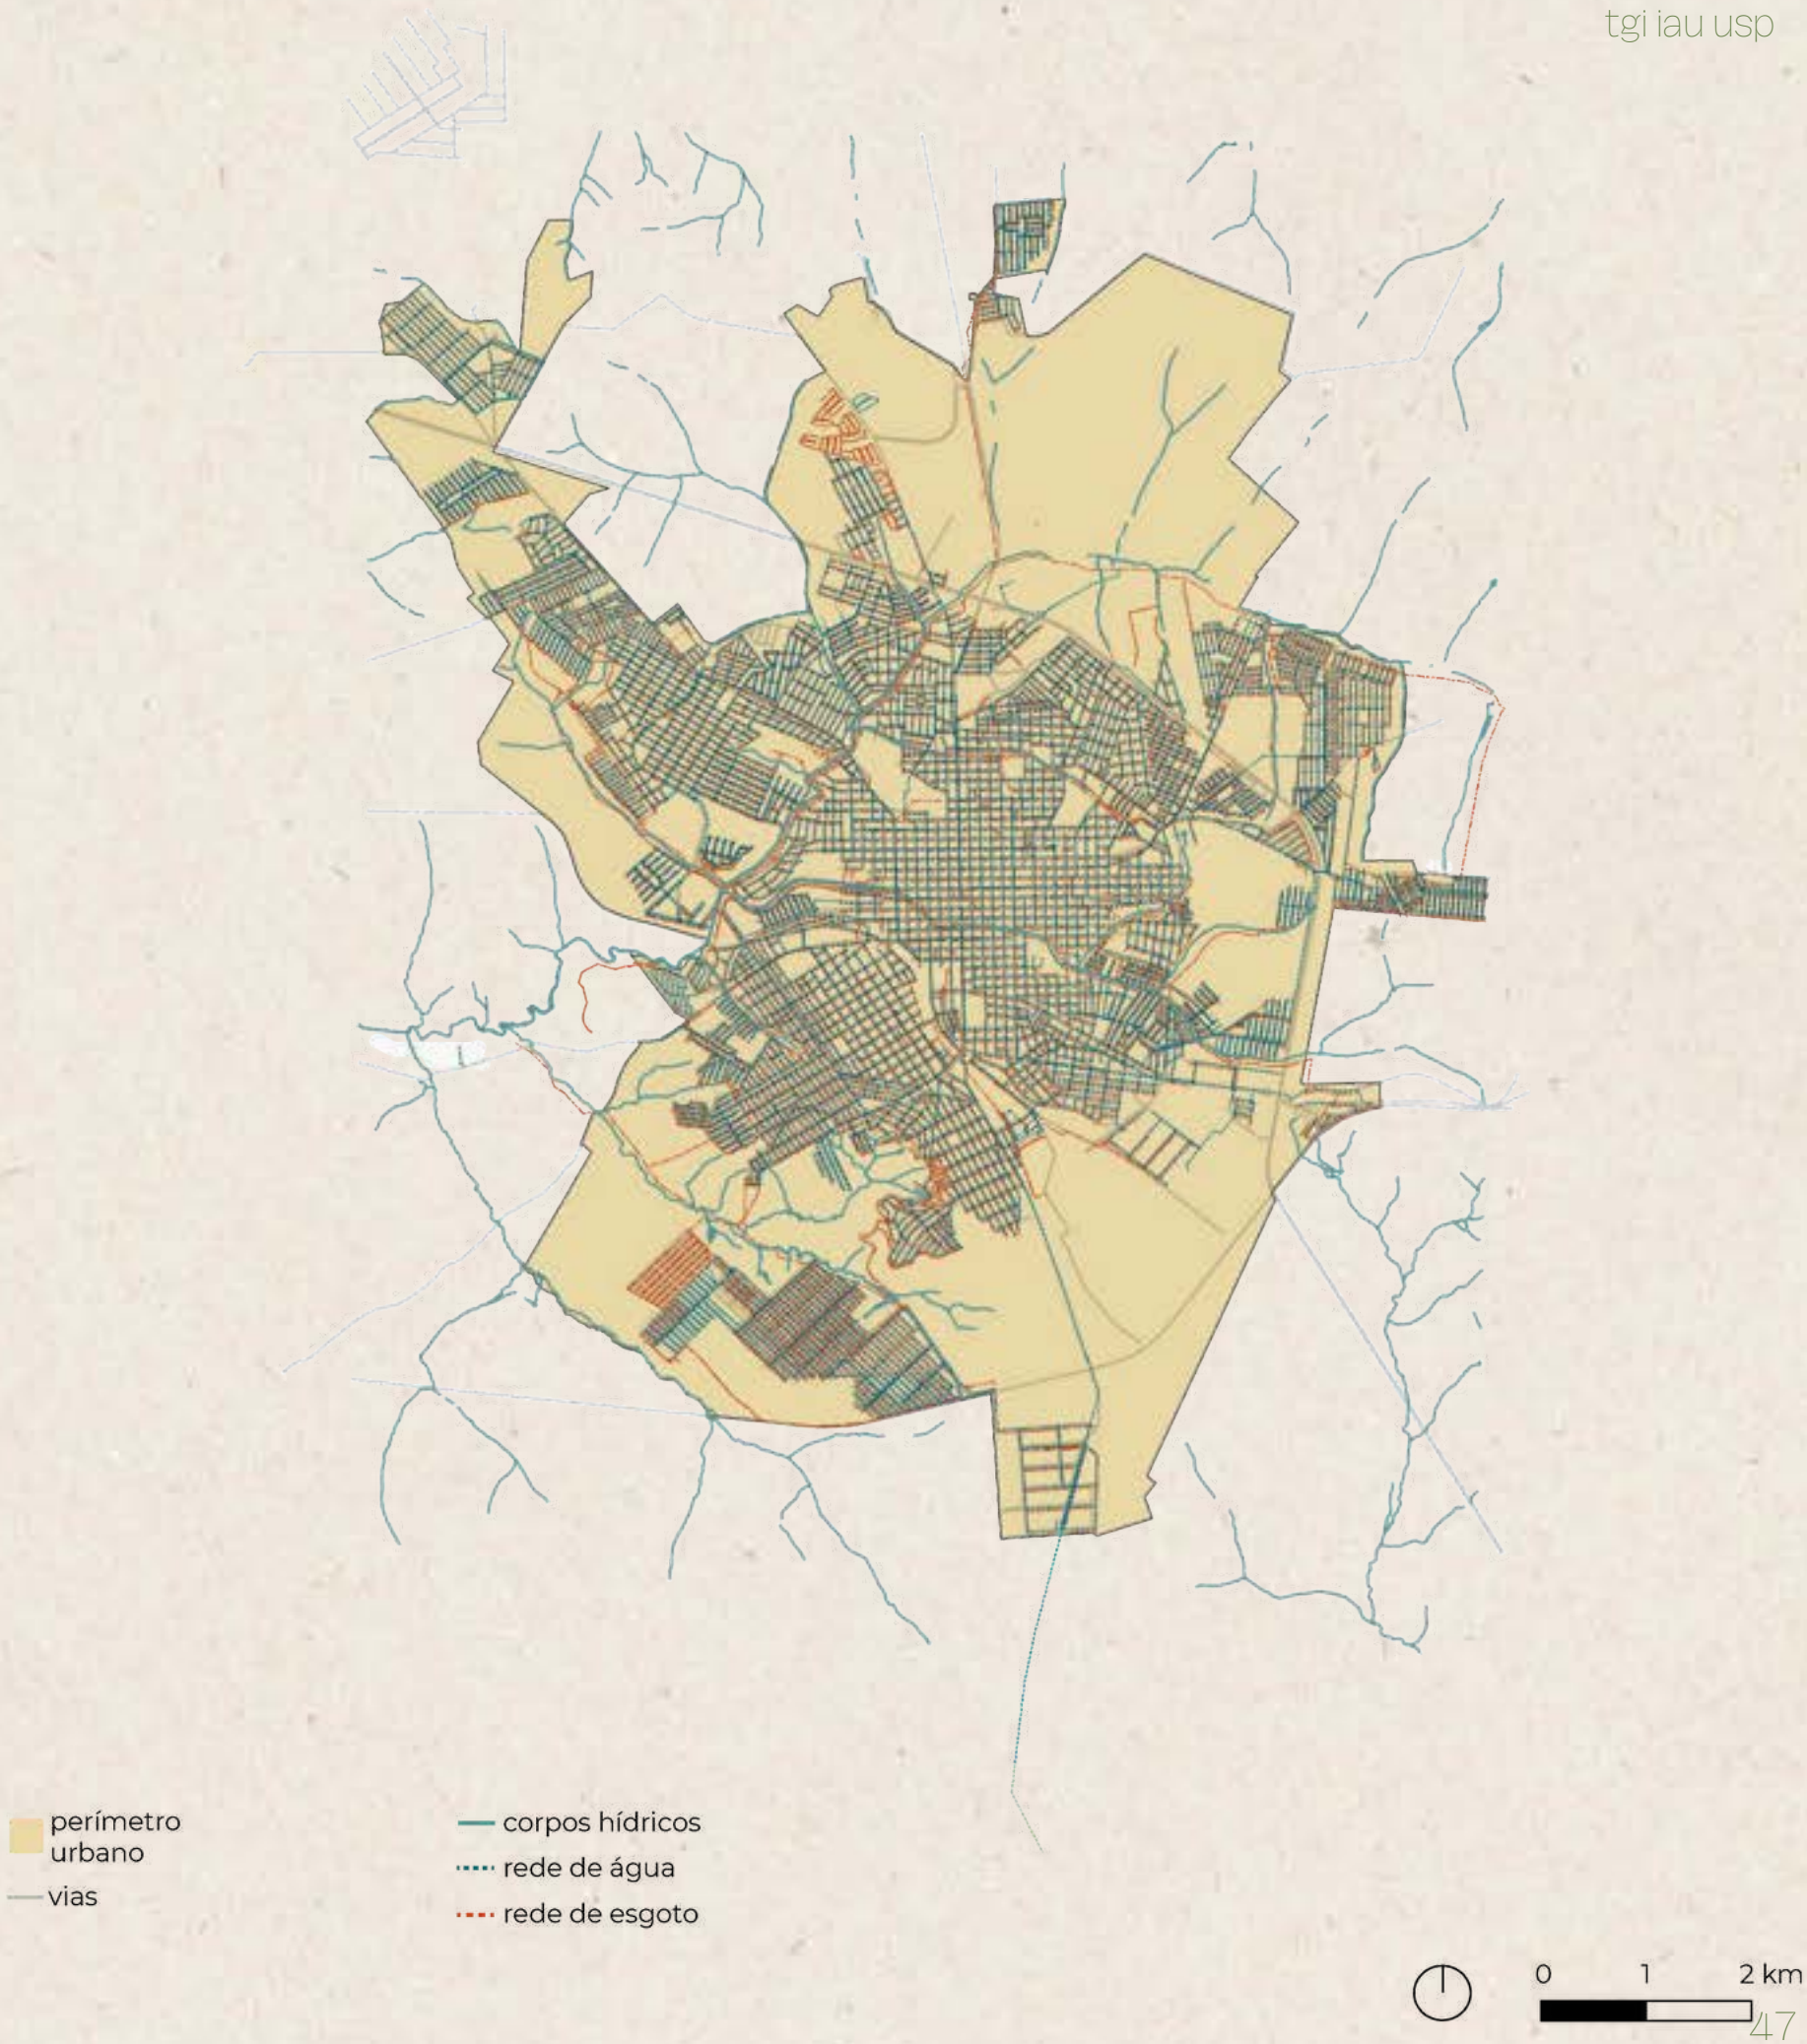 tgi iau usp
perímetro
urbano
vias
corpos hídricos
rede de água
rede de esgoto
0 1 2 km
47